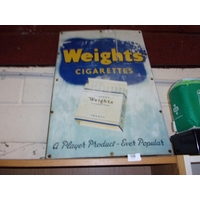 Weights
CIGARETTES
Weights
A Player Product - Ever Popular